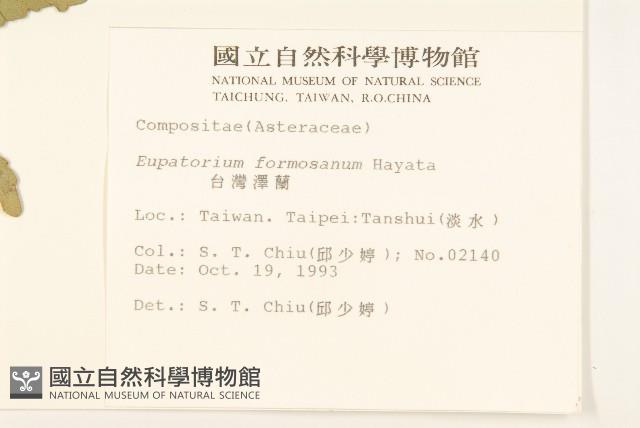 國立自然科學博物館
NATIONAL MUSEUM OF NATURAL SCIENCE
TAICHUNG, TAIWAN, R.O.CHINA
Compositae(Asteraceae)
Eupatorium formosanum Hayata
台灣澤蘭
Loc.: Taiwan. Taipei:Tanshui(淡水)
Col.: S. T. Chiu(邱少婷); No.02140
Date: Oct. 19, 1993
Det.: S. T. Chiu(邱少婷)
國立自然科學博物館
NATIONAL MUSEUM OF NATURAL SCIENCE